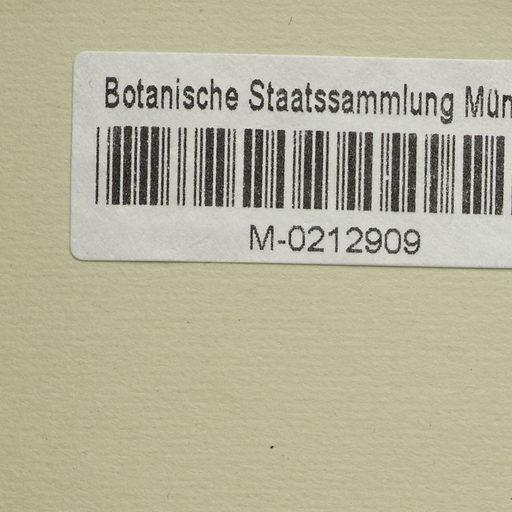 Botanische Staatssammlung Mün
M-0212909